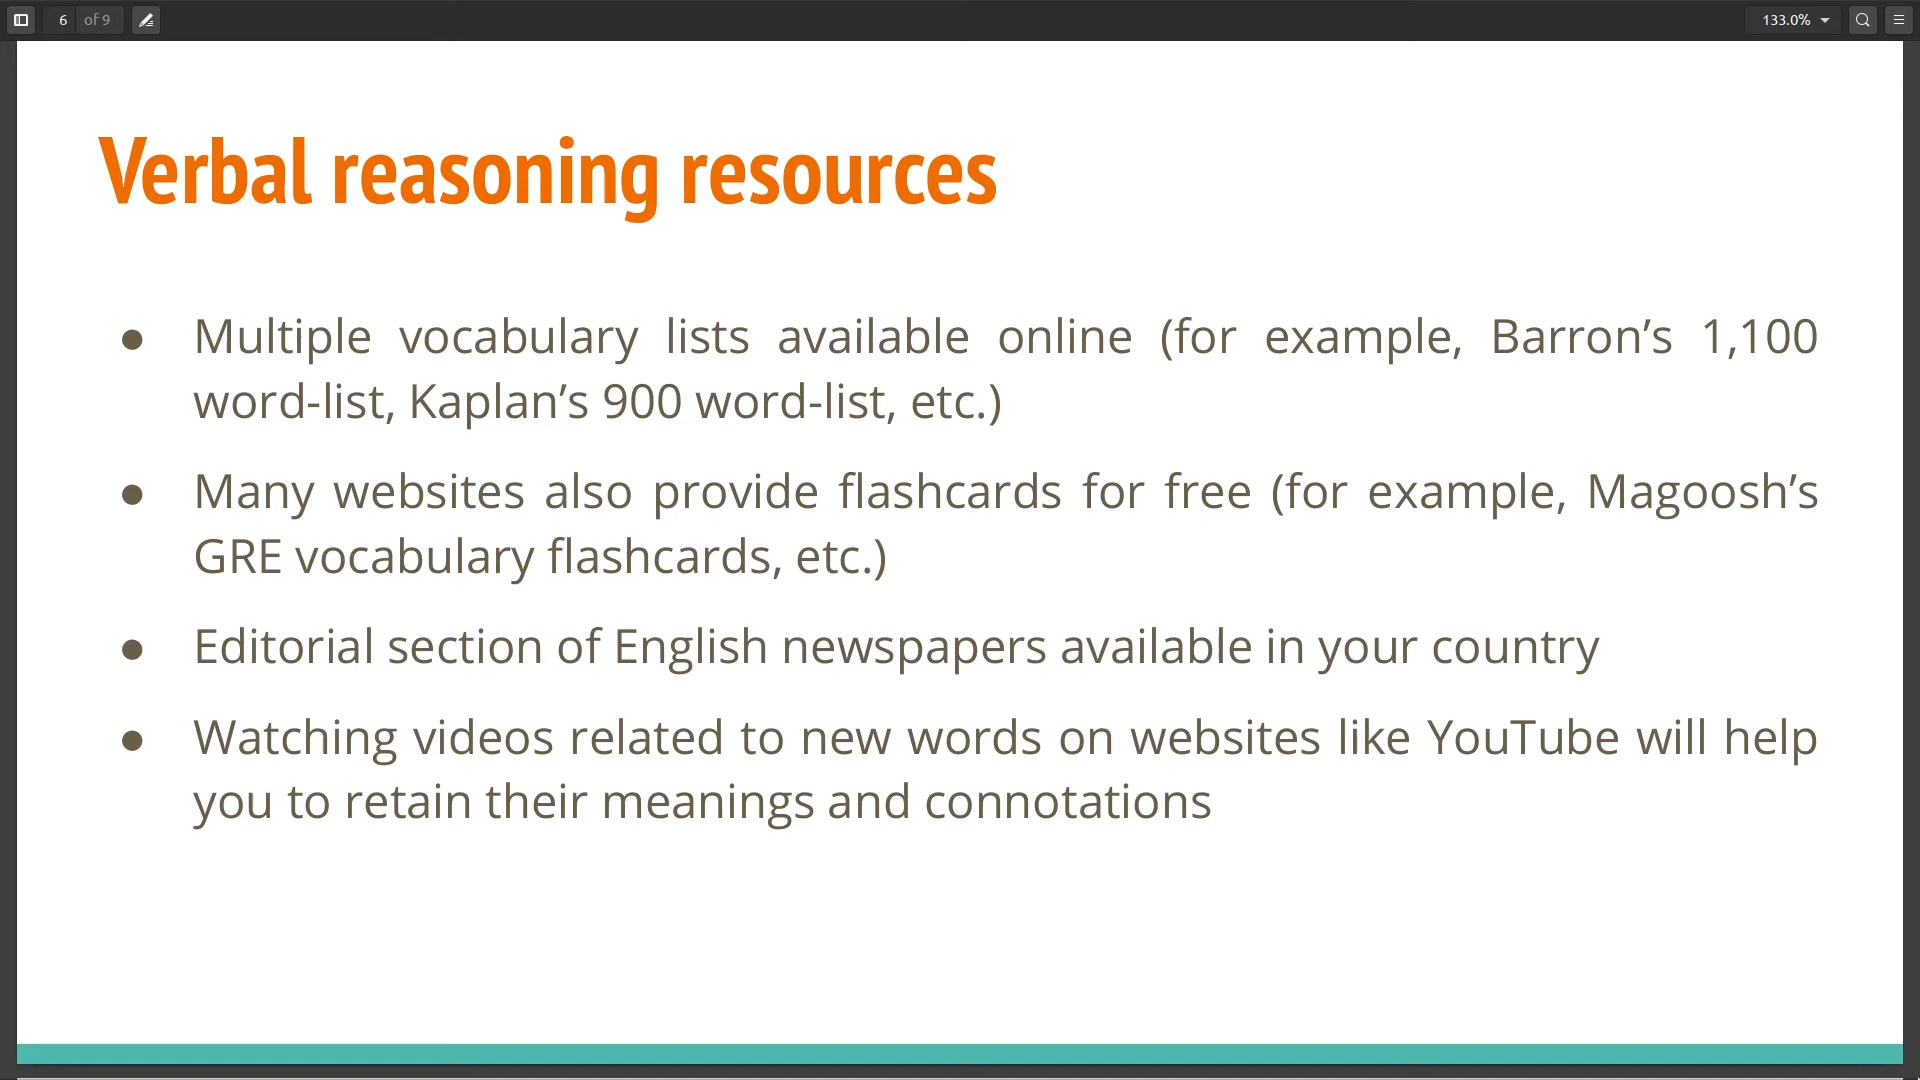 6 of 9
133.0%
Verbal reasoning resources
● Multiple vocabulary lists available online (for example, Barron’s 1,100
word-list, Kaplan’s 900 word-list, etc.)
● Many websites also provide flashcards for free (for example, Magoosh’s
GRE vocabulary flashcards, etc.)
● Editorial section of English newspapers available in your country
● Watching videos related to new words on websites like YouTube will help
you to retain their meanings and connotations